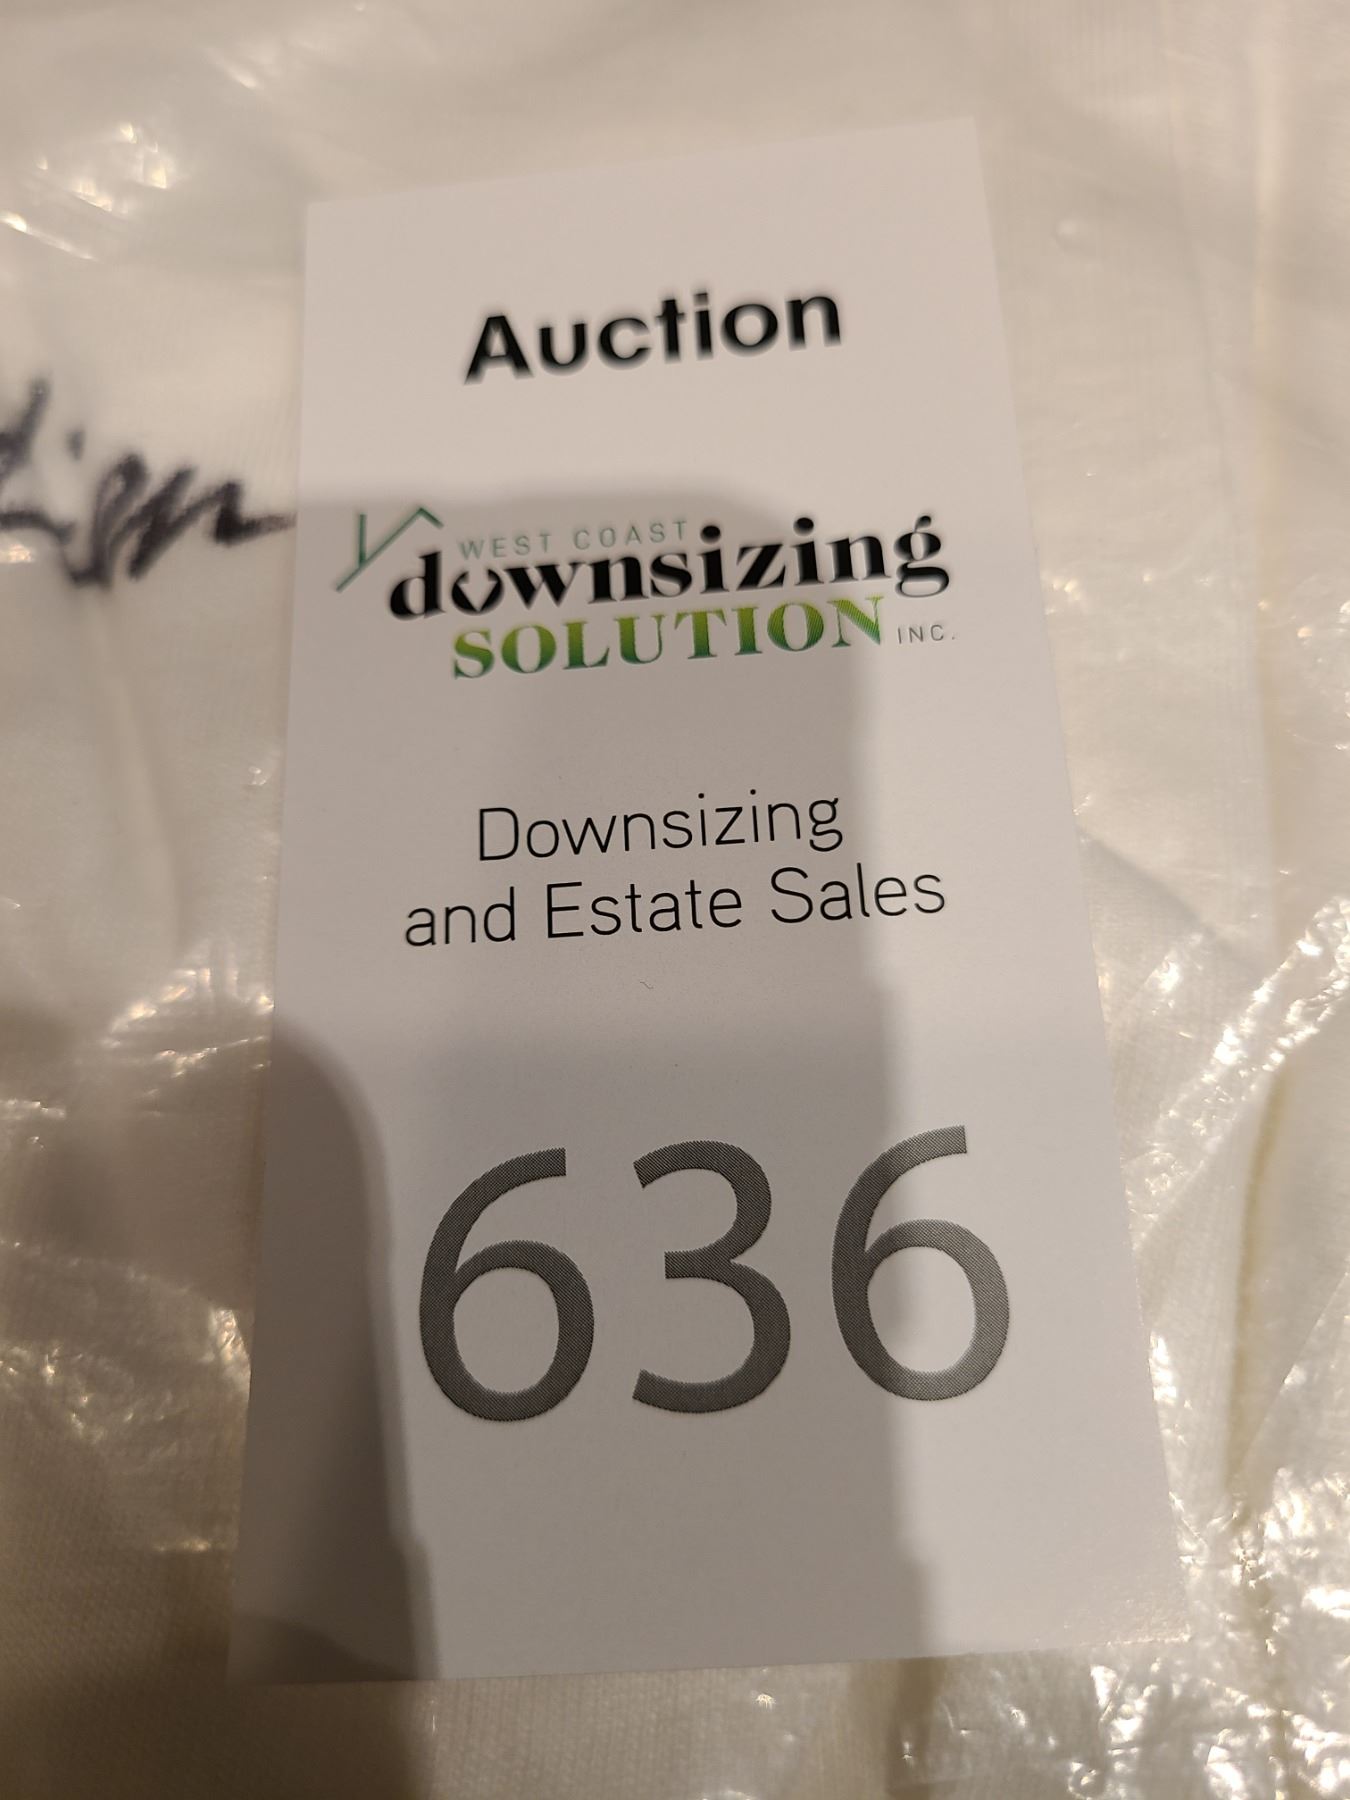 Auction
WEST COAST
downsizing
SOLUTION INC.
Downsizing
and Estate Sales
636